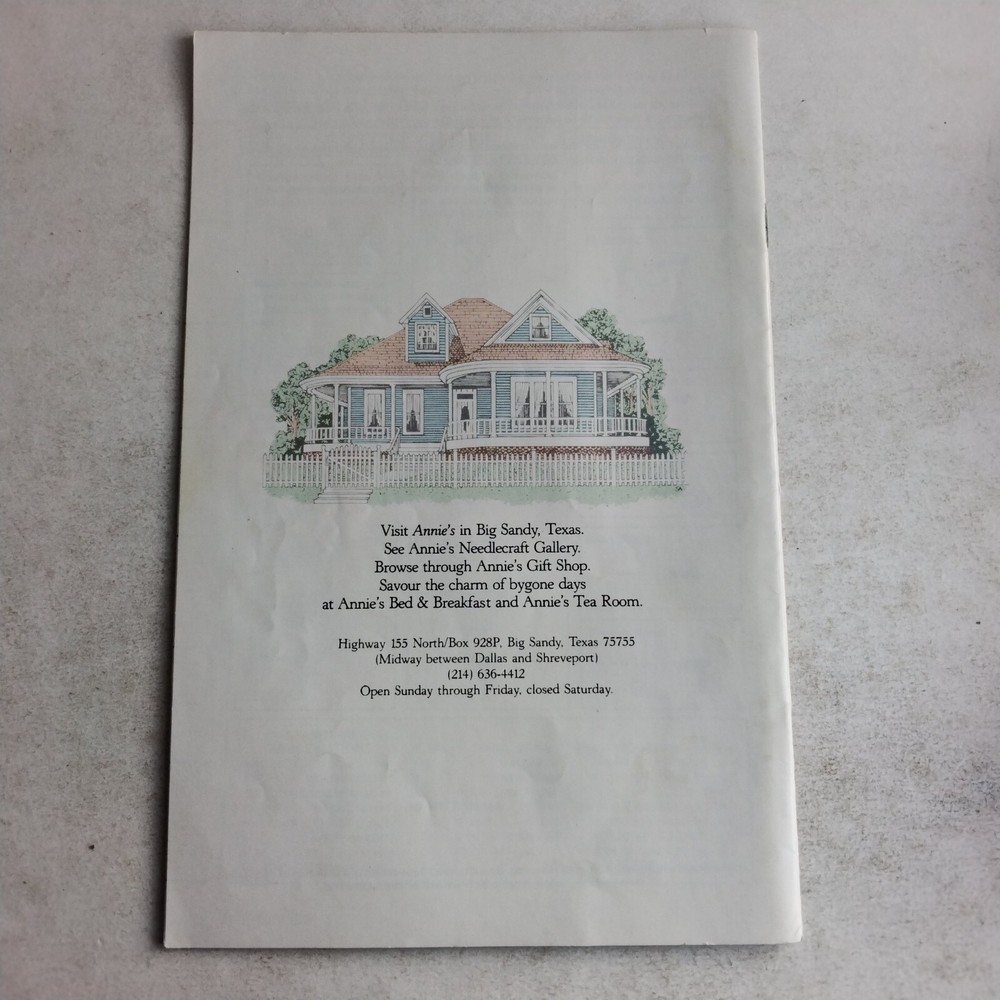 Visit Annie's in Big Sandy, Texas.
See Annie's Needlecraft Gallery.
Browse through Annie's Gift Shop.
Savour the charm of bygone days
at Annie's Bed & Breakfast and Annie's Tea Room.
Highway 155 North/Box 928P, Big Sandy, Texas 75755
(Midway between Dallas and Shreveport)
(214) 636-4412
Open Sunday through Friday, closed Saturday.